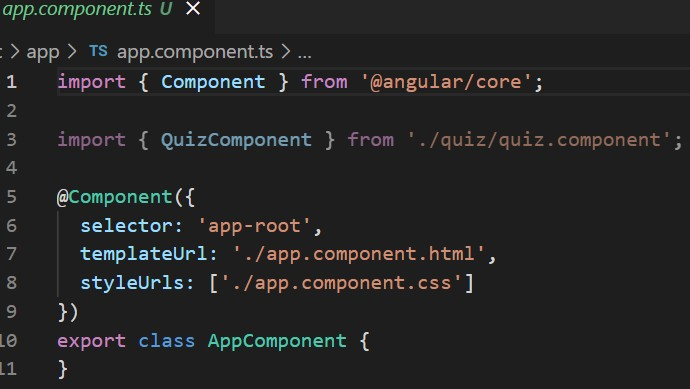 app.component.ts U ×
> app > TS app.component.ts > ...
1 import { Component } from '@angular/core';
2
3 import { QuizComponent } from './quiz/quiz.component';
4
5 @Component({
6 selector: 'app-root',
7 templateUrl: './app.component.html',
8 styleUrls: ['./app.component.css']
9 })
10 export class AppComponent {
11 }